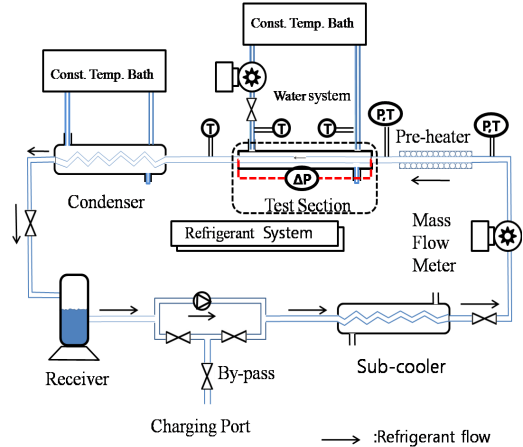 Const. Temp. Bath
Const. Temp. Bath
Water system
T
T
T
P,T
P,T
Pre-heater
ΔP
Condenser
Test Section
Refrigerant System
Mass
Flow
Meter
Receiver
By-pass
Sub-cooler
Charging Port
:Refrigerant flow